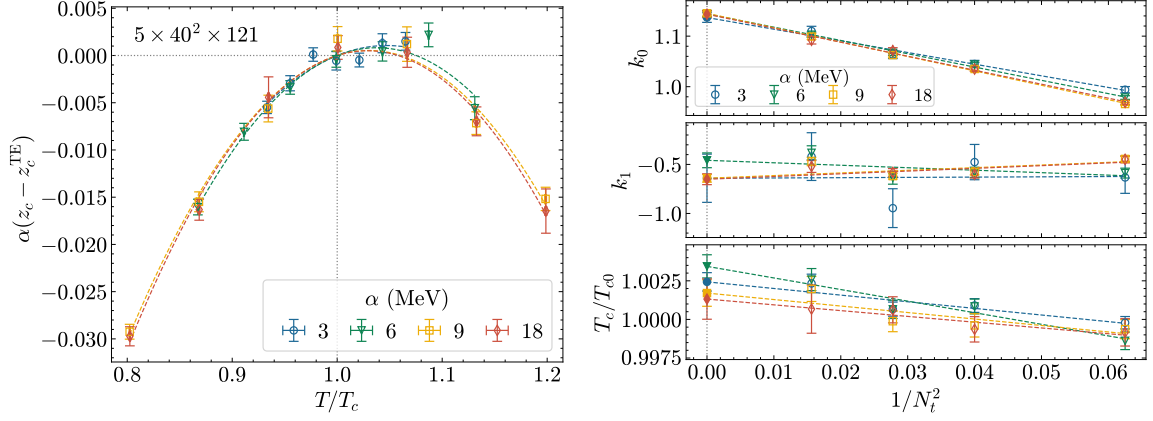 0.005
0.000
−0.005
−0.010
−0.015
−0.020
−0.025
−0.030
α(z_c − z_c^TE)
5 × 40² × 121
α (MeV)
3 6 9 18
0.8 0.9 1.0 1.1 1.2
T/T_c
1.1
1.0
k₀
α (MeV)
3 6 9 18
−0.5
−1.0
k₁
1.0025
1.0000
0.9975
T_c/T_c0
0.00 0.01 0.02 0.03 0.04 0.05 0.06
1/N_t²